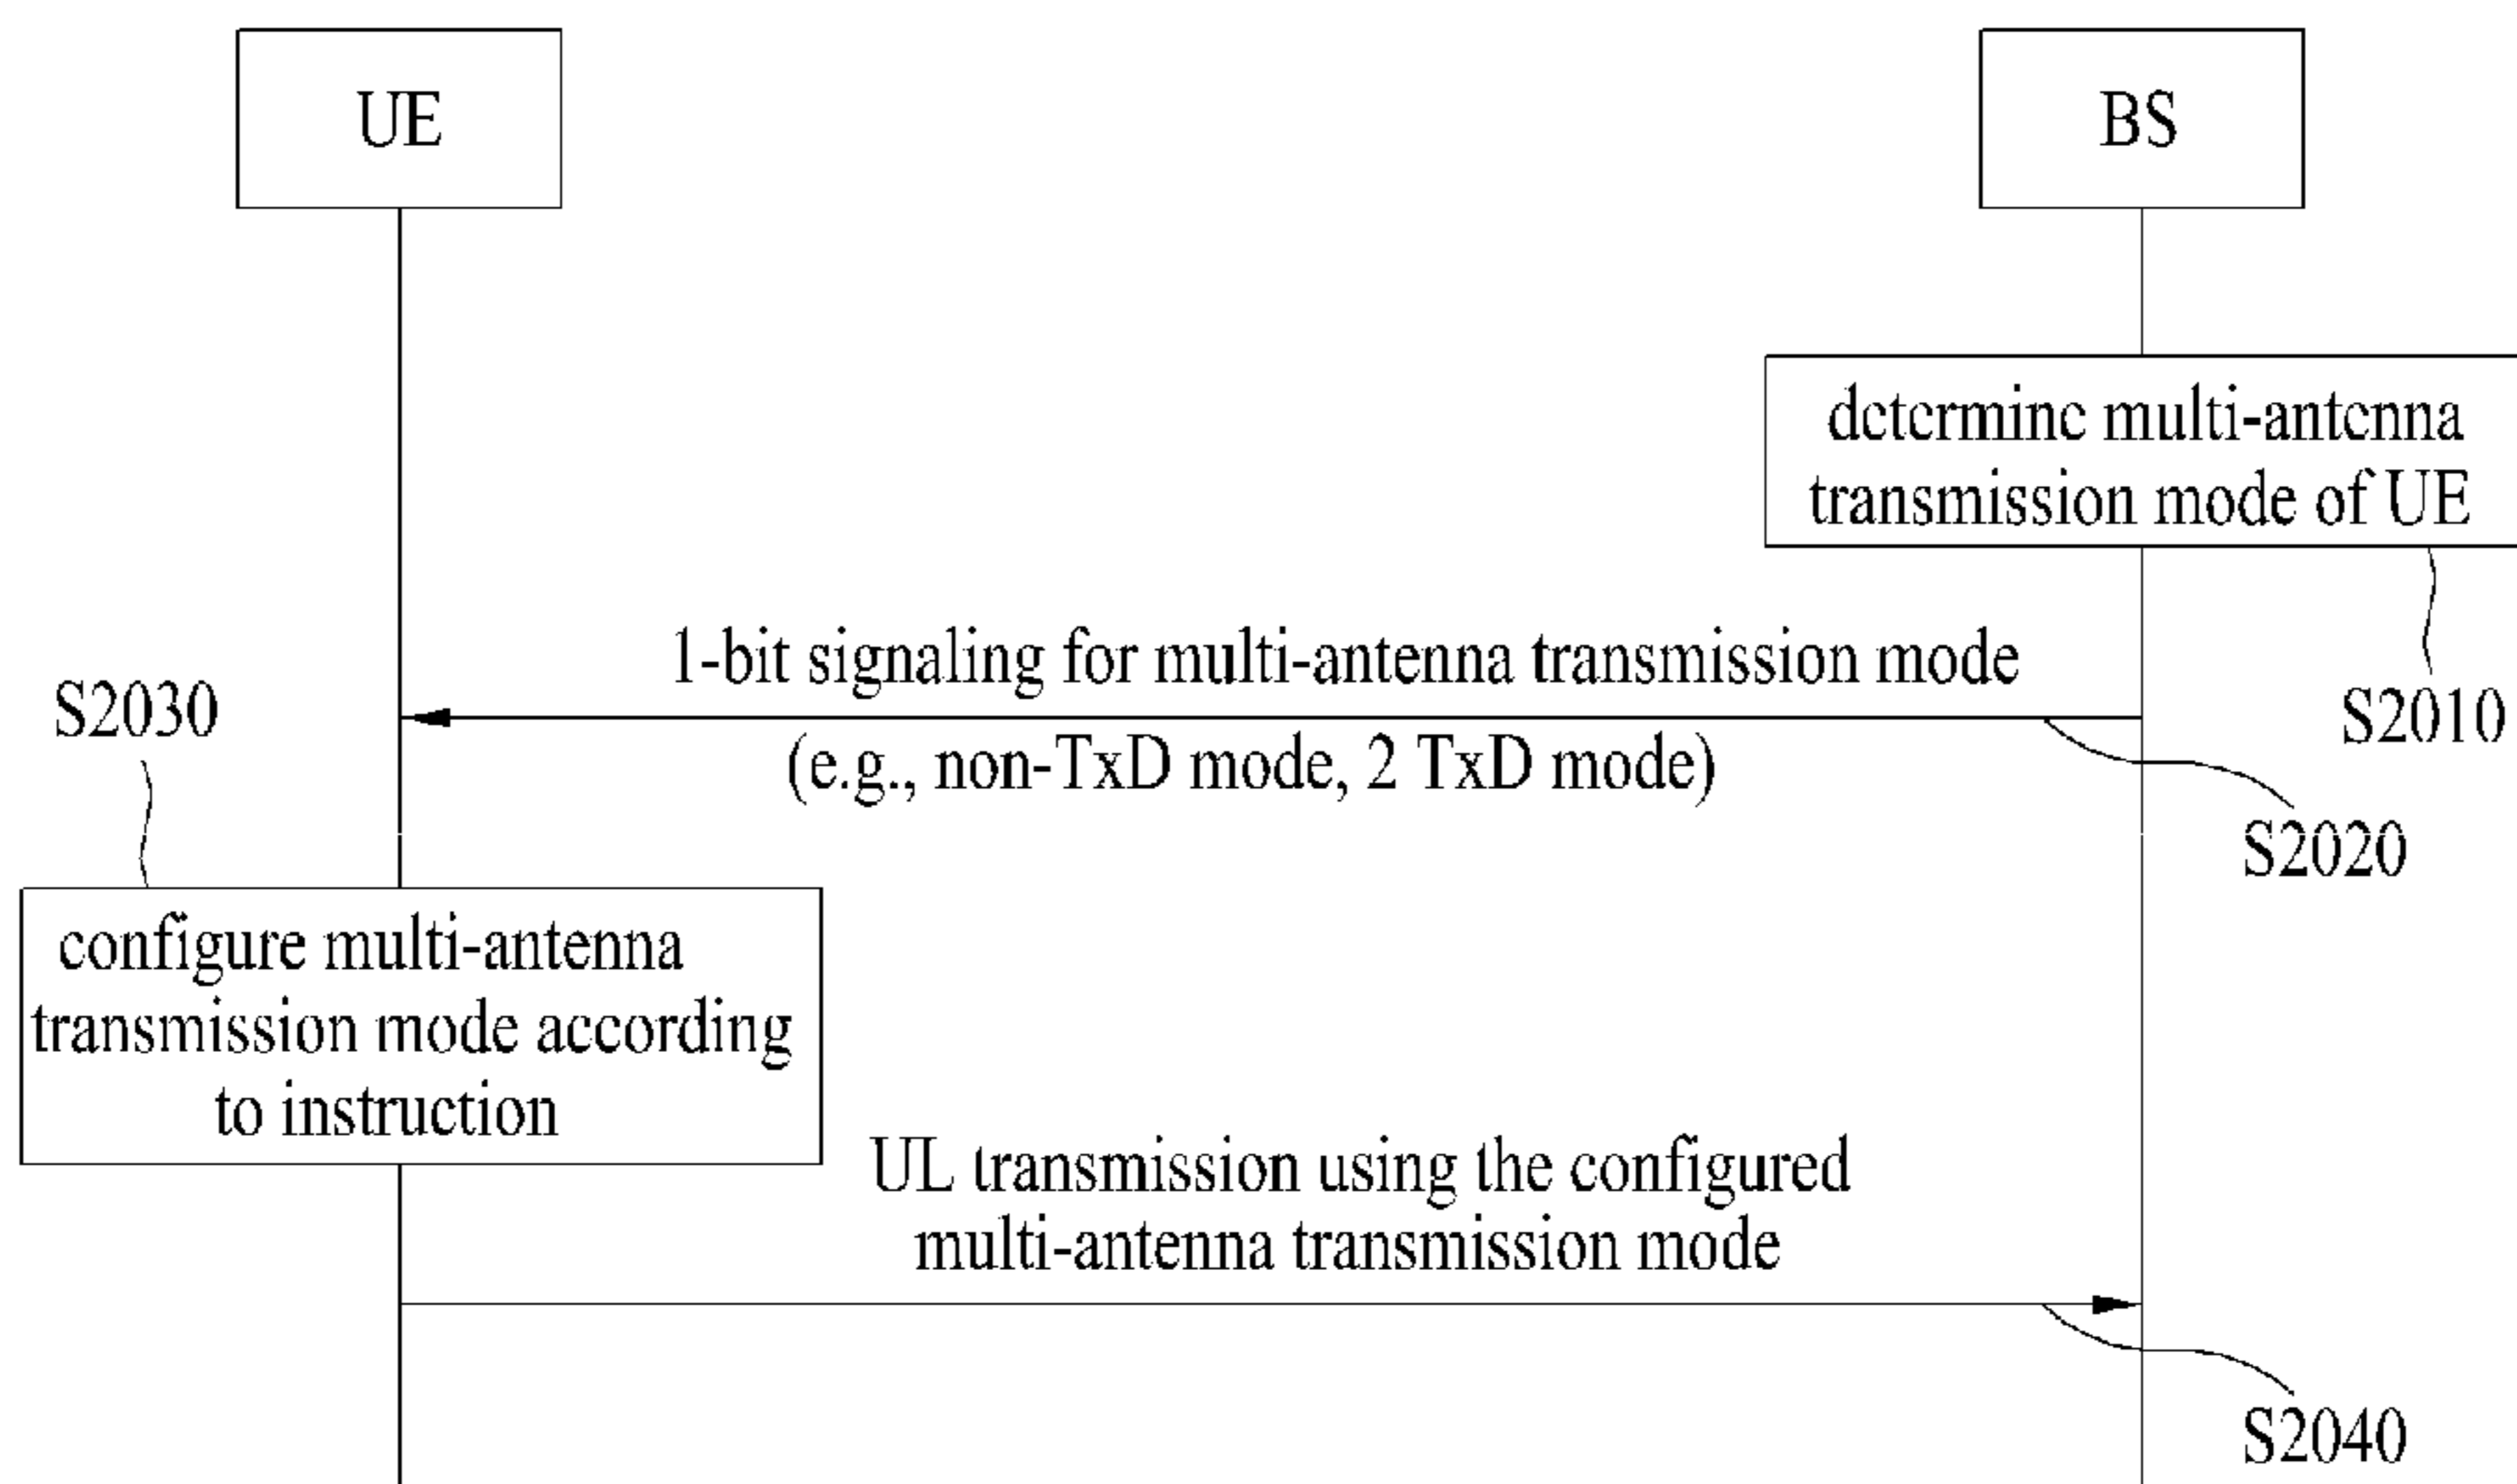 UE
BS
determine multi-antenna
transmission mode of UE
S2010
1-bit signaling for multi-antenna transmission mode
(e.g., non-TxD mode, 2 TxD mode)
S2020
S2030
configure multi-antenna
transmission mode according
to instruction
UL transmission using the configured
multi-antenna transmission mode
S2040